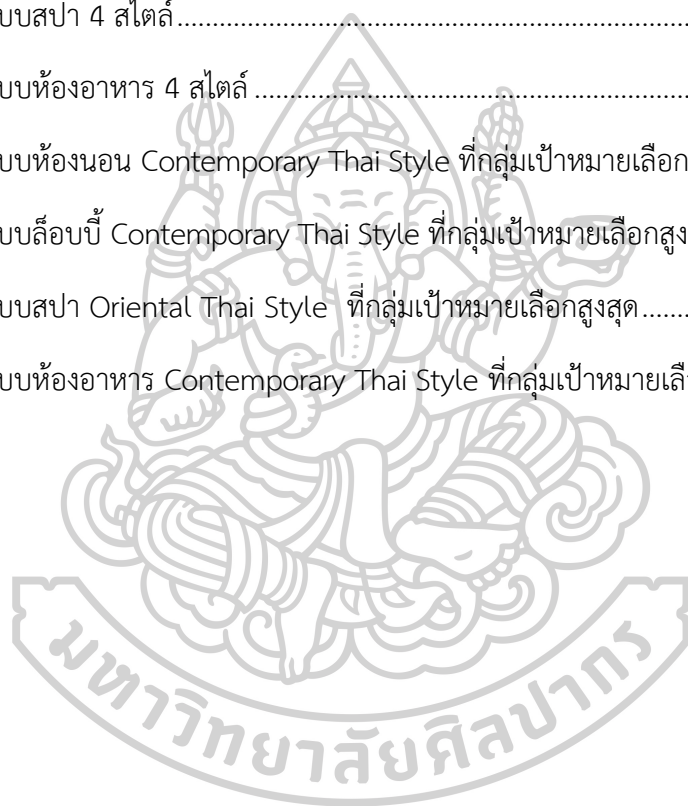 บบสปา 4 สไตล์................................................................
บบห้องอาหาร 4 สไตล์................................................................
บบห้องนอน Contemporary Thai Style ที่กลุ่มเป้าหมายเลือก
บบล็อบบี้ Contemporary Thai Style ที่กลุ่มเป้าหมายเลือกสูง
บบสปา Oriental Thai Style ที่กลุ่มเป้าหมายเลือกสูงสุด.......
บบห้องอาหาร Contemporary Thai Style ที่กลุ่มเป้าหมายเลือ
มหาวิทยาลัยศิลปากร